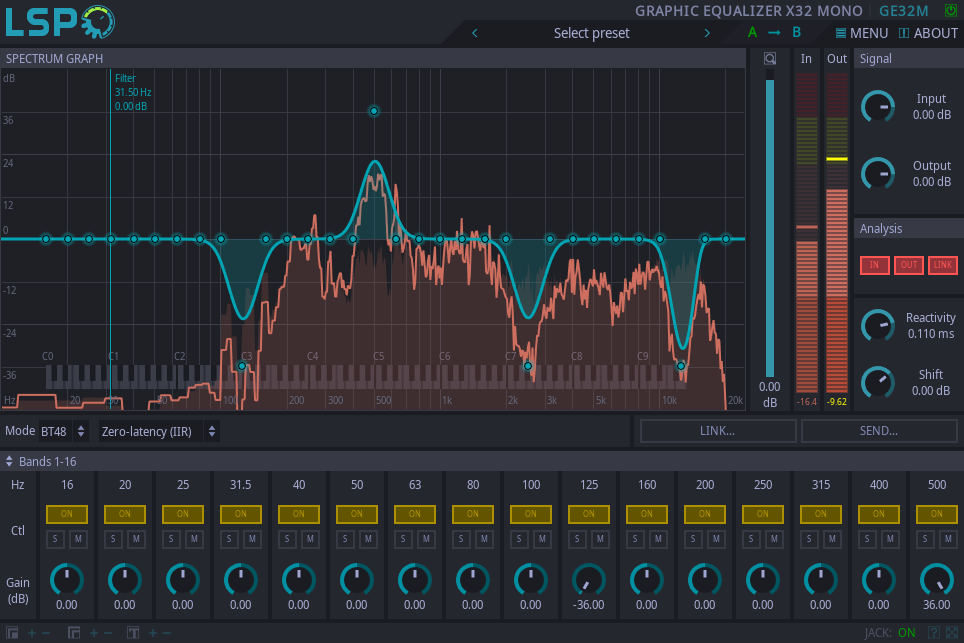 LSP
GRAPHIC EQUALIZER X32 MONO GE32M
Select preset
A B
MENU ABOUT
SPECTRUM GRAPH
In Out Signal
dB
Filter
31.50 Hz
0.00 dB
36
24
12
0
-12
-24
-36
Input
0.00 dB
Output
0.00 dB
Analysis
IN OUT LINK
Reactivity
0.110 ms
Shift
0.00 dB
C0 C1 C2 C3 C4 C5 C6 C7 C8 C9
Hz 20 30 50 100 200 300 500 1k 2k 3k 5k 10k 20k
0.00
dB
-16.4 -9.62
Mode BT48 Zero-latency (IIR)
LINK... SEND...
Bands 1-16
Hz 16 20 25 31.5 40 50 63 80 100 125 160 200 250 315 400 500
Ctl
ON ON ON ON ON ON ON ON ON ON ON ON ON ON ON ON
S M S M S M S M S M S M S M S M S M S M S M S M S M S M S M S M
Gain
(dB)
0.00 0.00 0.00 0.00 0.00 0.00 0.00 0.00 0.00 -36.00 0.00 0.00 0.00 0.00 0.00 36.00
JACK: ON